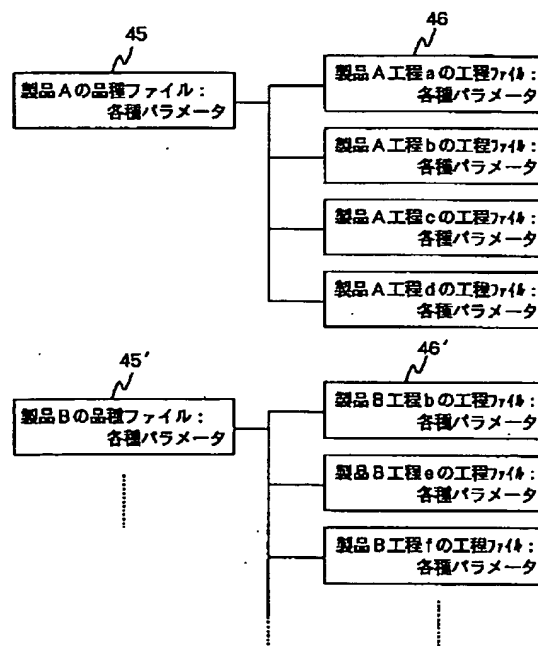 45
製品Aの品種ファイル:
各種パラメータ
46
製品A工程aの工程ファイル:
各種パラメータ
製品A工程bの工程ファイル:
各種パラメータ
製品A工程cの工程ファイル:
各種パラメータ
製品A工程dの工程ファイル:
各種パラメータ
45′
製品Bの品種ファイル:
各種パラメータ
46′
製品B工程bの工程ファイル:
各種パラメータ
製品B工程eの工程ファイル:
各種パラメータ
製品B工程fの工程ファイル:
各種パラメータ